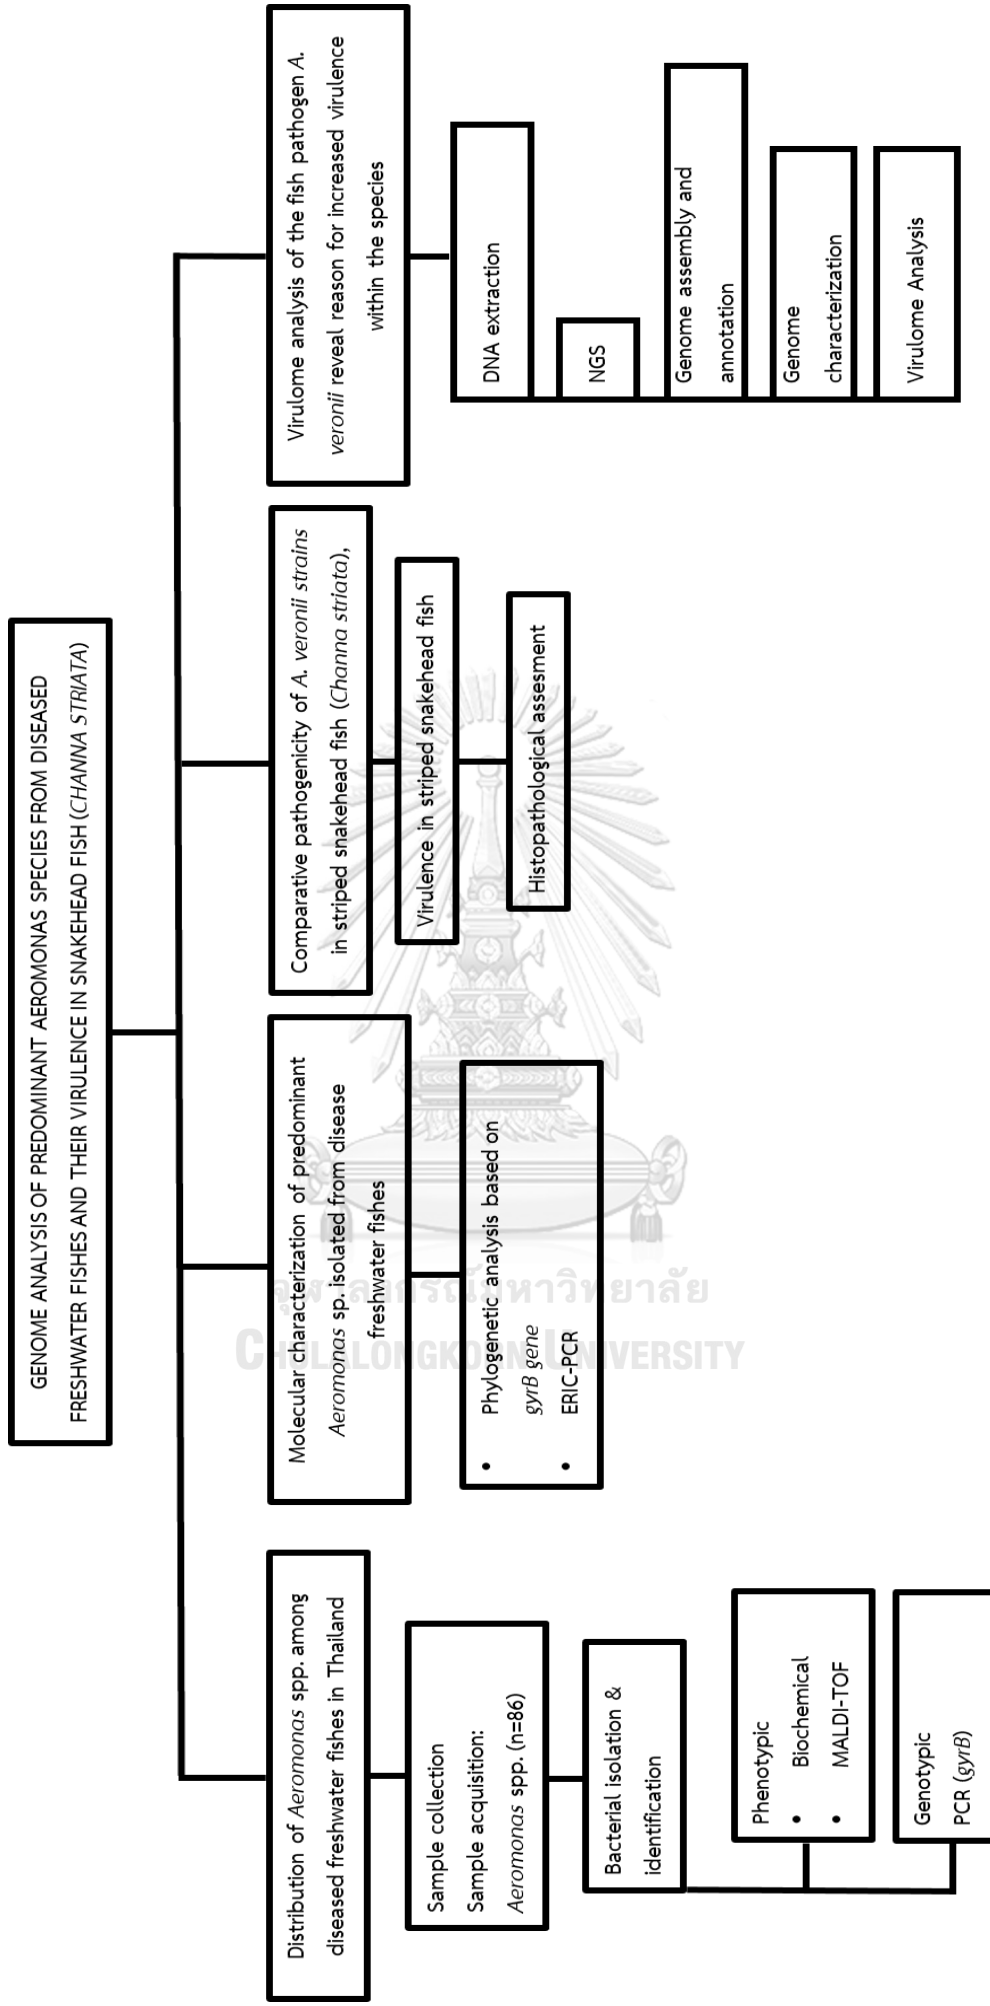 GENOME ANALYSIS OF PREDOMINANT AEROMONAS SPECIES FROM DISEASED
FRESHWATER FISHES AND THEIR VIRULENCE IN SNAKEHEAD FISH (CHANNA STRIATA)
Distribution of Aeromonas spp. among
diseased freshwater fishes in Thailand
Sample collection
Sample acquisition:
Aeromonas spp. (n=86)
Bacterial isolation &
identification
Phenotypic
• Biochemical
• MALDI-TOF
Genotypic
PCR (gyrB)
Molecular characterization of predominant
Aeromonas sp. isolated from disease
freshwater fishes
• Phylogenetic analysis based on
gyrB gene
• ERIC-PCR
Comparative pathogenicity of A. veronii strains
in striped snakehead fish (Channa striata),
Virulence in striped snakehead fish
Histopathological assesment
Virulome analysis of the fish pathogen A.
veronii reveal reason for increased virulence
within the species
DNA extraction
NGS
Genome assembly and
annotation
Genome
characterization
Virulome Analysis
จุฬาลงกรณ์มหาวิทยาลัย
CHULALONGKORN UNIVERSITY